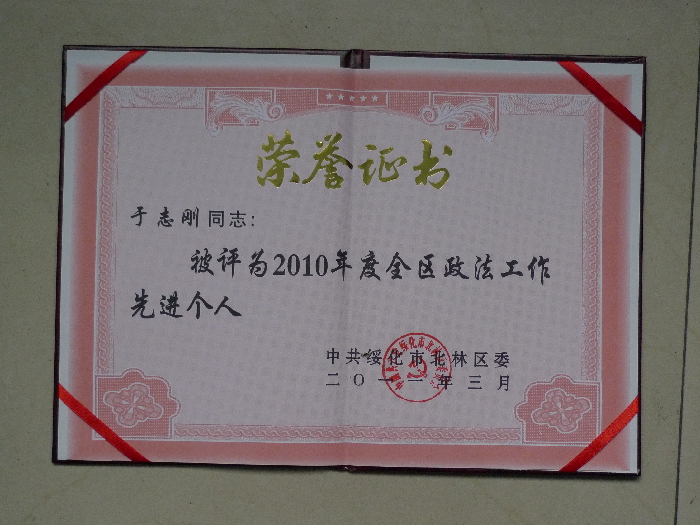 荣誉证书
于志刚同志：
被评为2010年度全区政法工作
先进个人
中共绥化市北林区委
二〇一一年三月